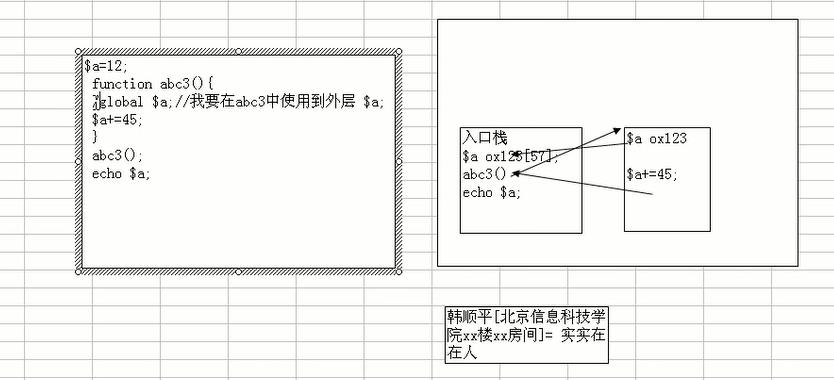 $a=12;
function abc3(){
global $a;//我要在abc3中使用到外层 $a;
$a+=45;
}
abc3();
echo $a;
入口栈
$a ox123[57];
abc3()
echo $a;
$a ox123
$a+=45;
韩顺平[北京信息科技学
院xx楼xx房间]= 实实在
在人